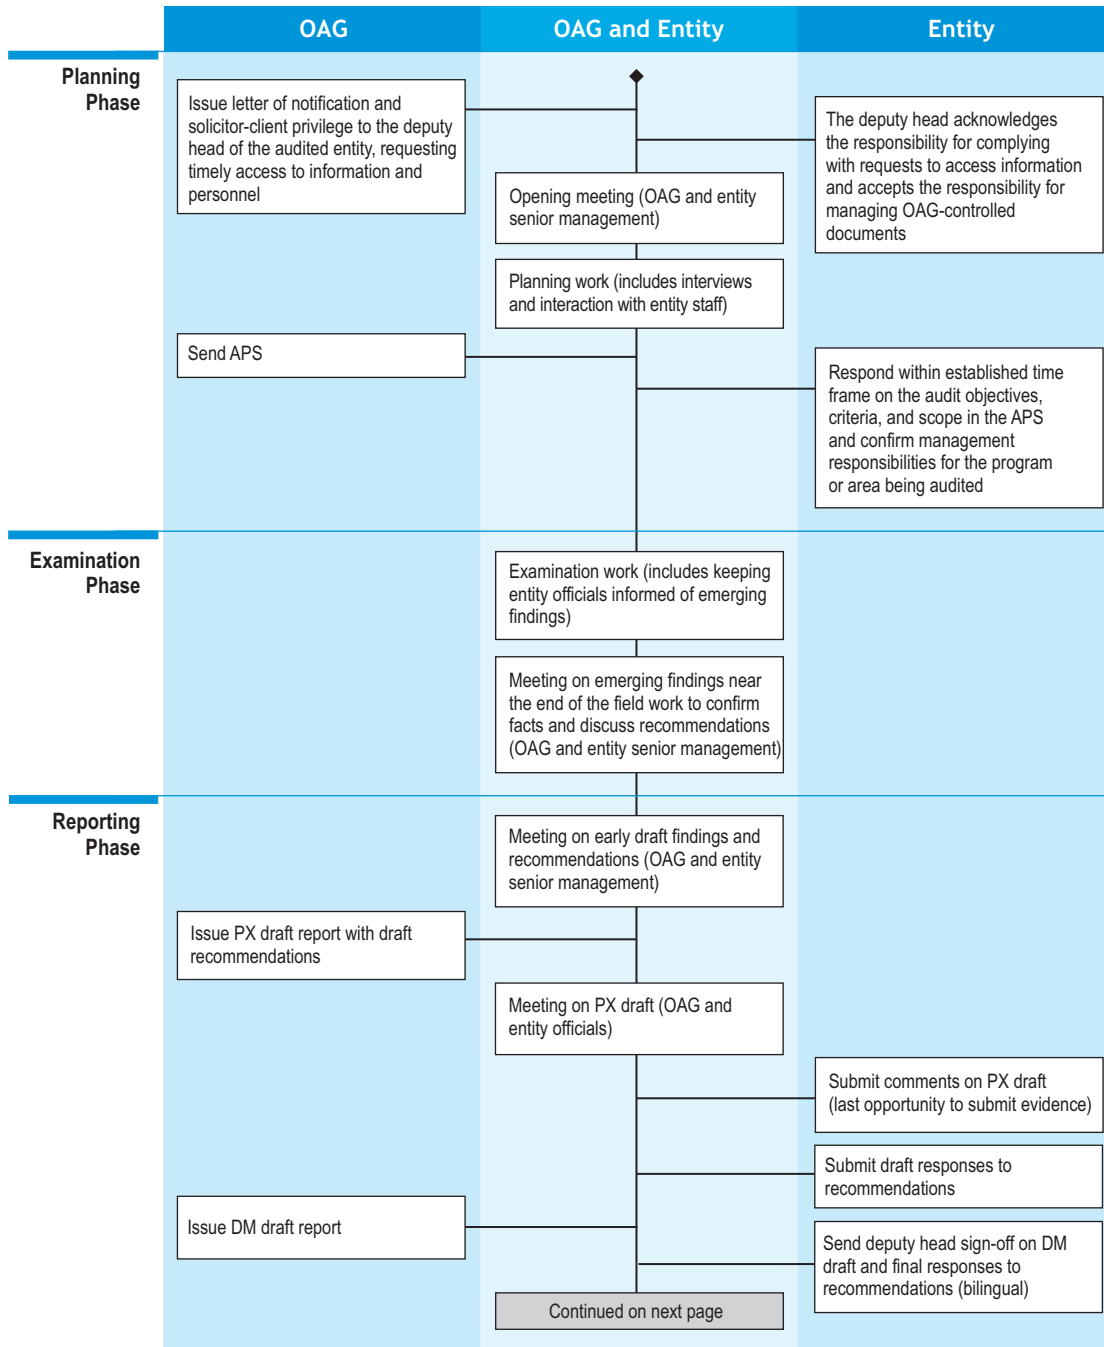 OAG
OAG and Entity
Entity
Planning
Phase
Issue letter of notification and
solicitor-client privilege to the deputy
head of the audited entity, requesting
timely access to information and
personnel
The deputy head acknowledges
the responsibility for complying
with requests to access information
and accepts the responsibility for
managing OAG-controlled
documents
Opening meeting (OAG and entity
senior management)
Planning work (includes interviews
and interaction with entity staff)
Send APS
Respond within established time
frame on the audit objectives,
criteria, and scope in the APS
and confirm management
responsibilities for the program
or area being audited
Examination
Phase
Examination work (includes keeping
entity officials informed of emerging
findings)
Meeting on emerging findings near
the end of the field work to confirm
facts and discuss recommendations
(OAG and entity senior management)
Reporting
Phase
Meeting on early draft findings and
recommendations (OAG and entity
senior management)
Issue PX draft report with draft
recommendations
Meeting on PX draft (OAG and
entity officials)
Submit comments on PX draft
(last opportunity to submit evidence)
Submit draft responses to
recommendations
Issue DM draft report
Send deputy head sign-off on DM
draft and final responses to
recommendations (bilingual)
Continued on next page